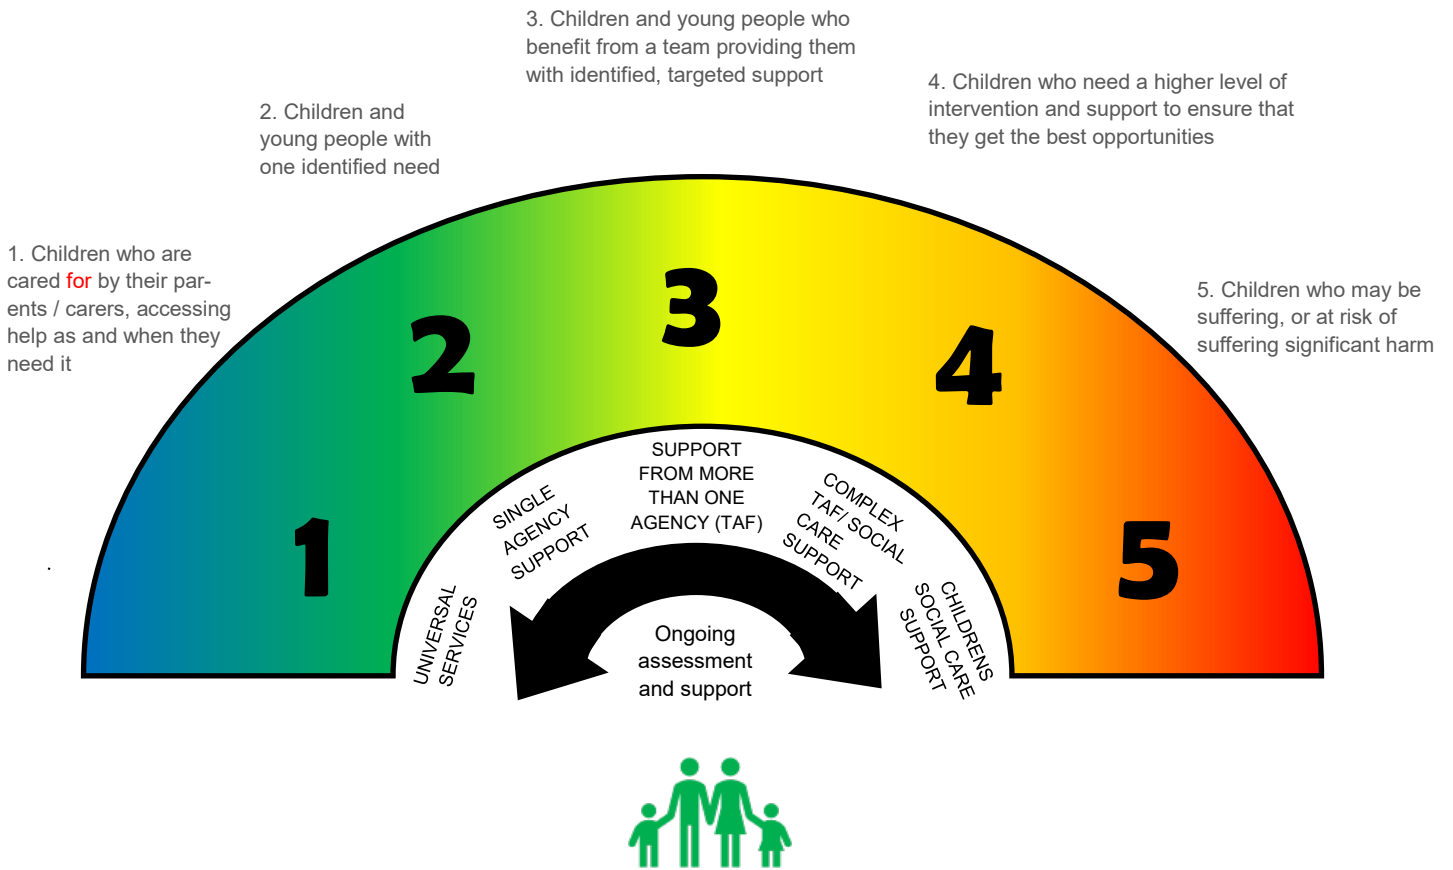 3. Children and young people who
benefit from a team providing them
with identified, targeted support
4. Children who need a higher level of
intervention and support to ensure that
they get the best opportunities
2. Children and
young people with
one identified need
1. Children who are
cared for by their par-
ents / carers, accessing
help as and when they
need it
5. Children who may be
suffering, or at risk of
suffering significant harm
1
2
3
4
5
UNIVERSAL
SERVICES
SINGLE
AGENCY
SUPPORT
SUPPORT
FROM MORE
THAN ONE
AGENCY (TAF)
COMPLEX
TAF/ SOCIAL
CARE
SUPPORT
CHILDRENS
SOCIAL CARE
SUPPORT
Ongoing
assessment
and support
.